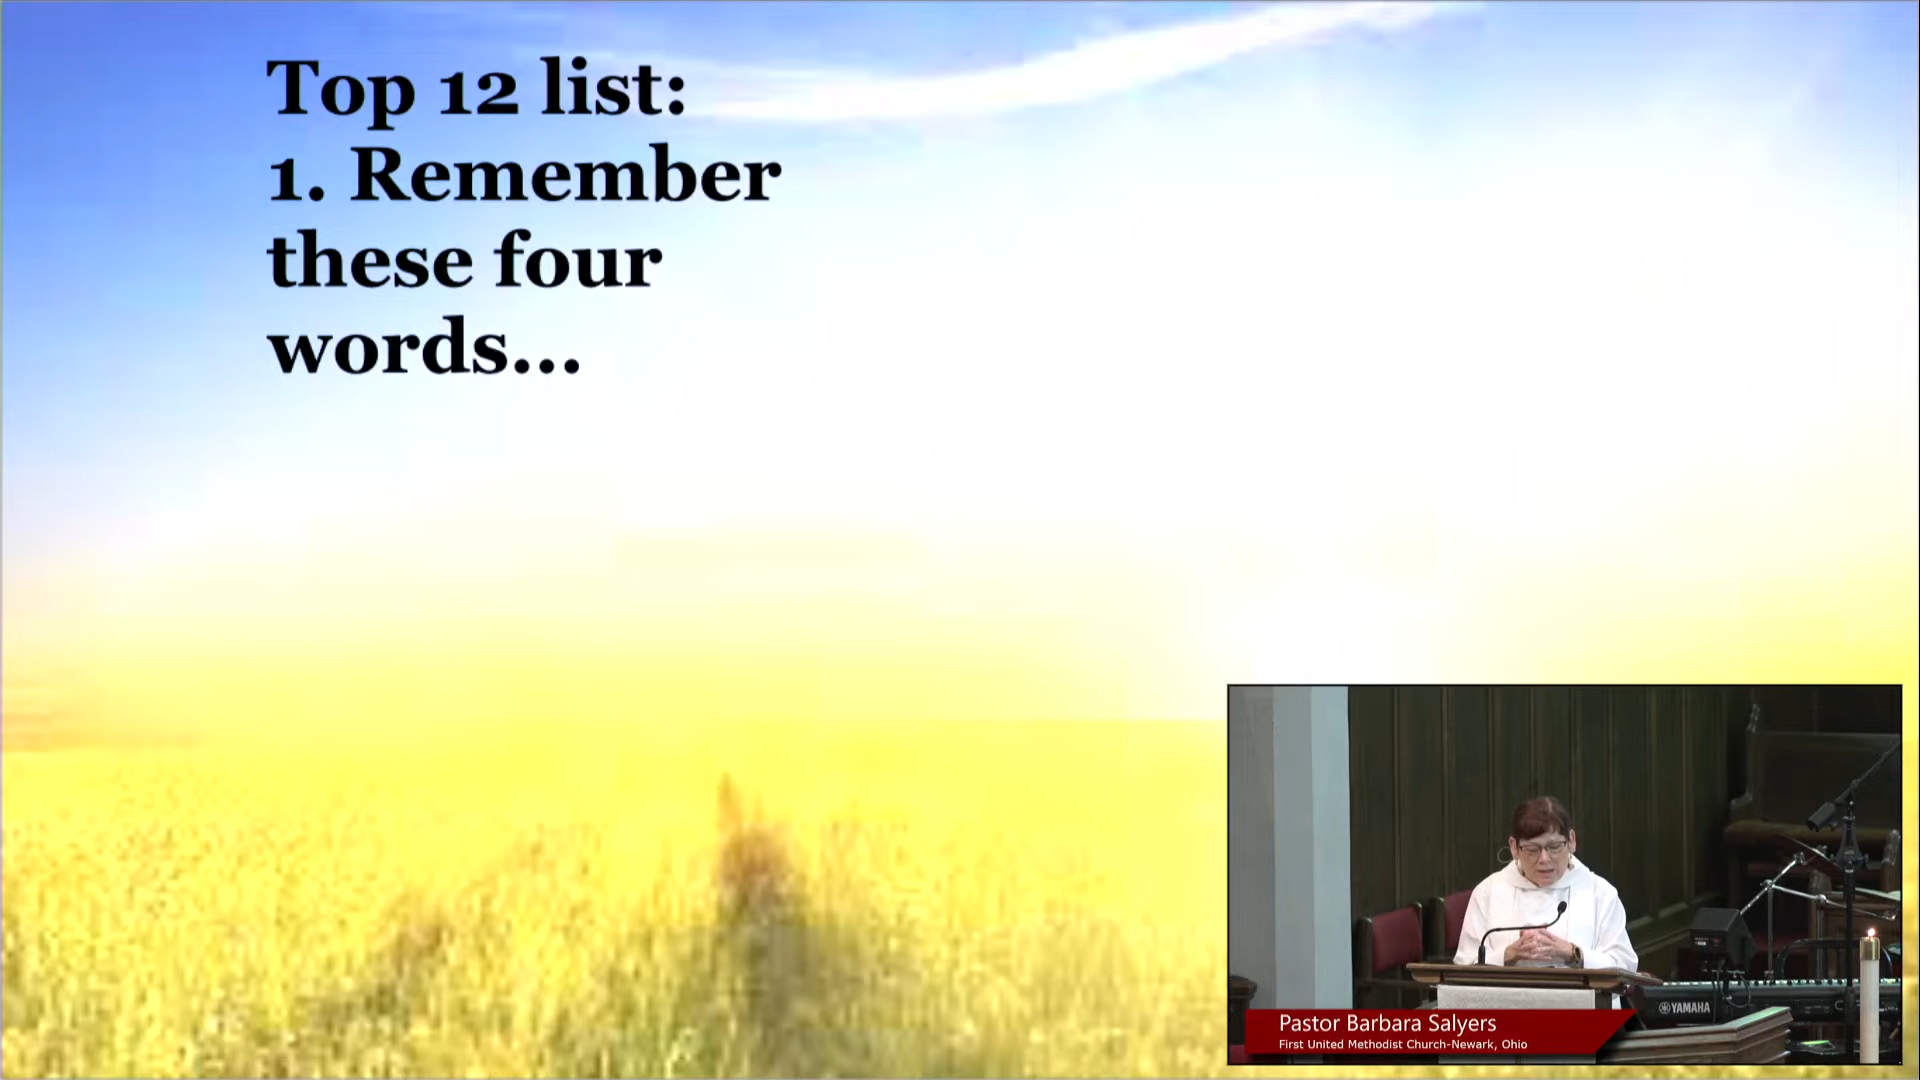 Top 12 list:
1. Remember
these four
words...
YAMAHA
Pastor Barbara Salyers
First United Methodist Church-Newark, Ohio